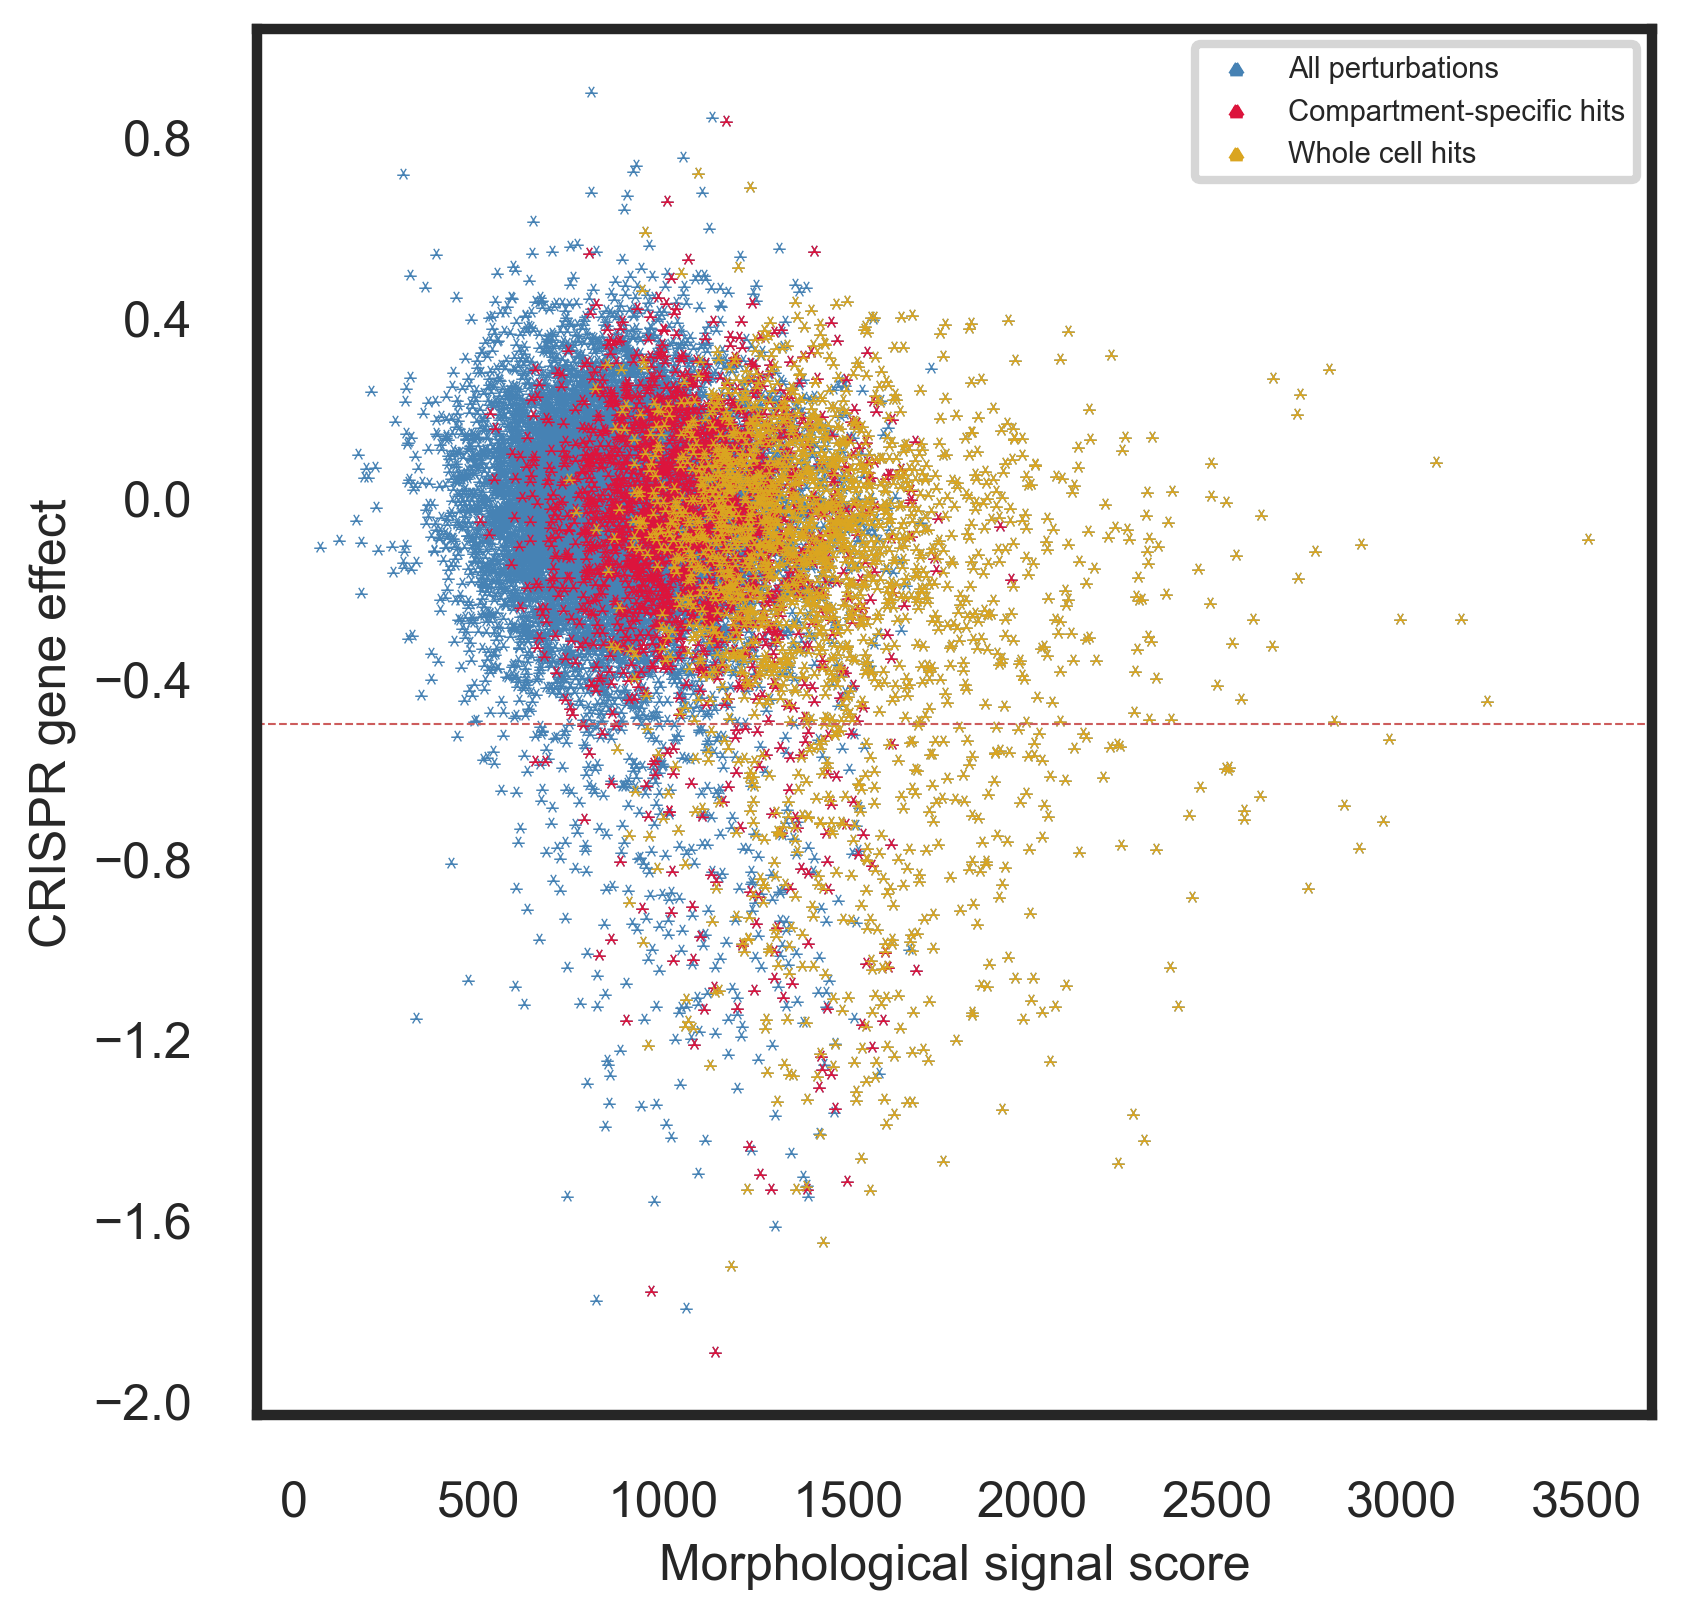 All perturbations
Compartment-specific hits
Whole cell hits
0.8
0.4
0.0
−0.4
−0.8
−1.2
−1.6
−2.0
CRISPR gene effect
0 500 1000 1500 2000 2500 3000 3500
Morphological signal score